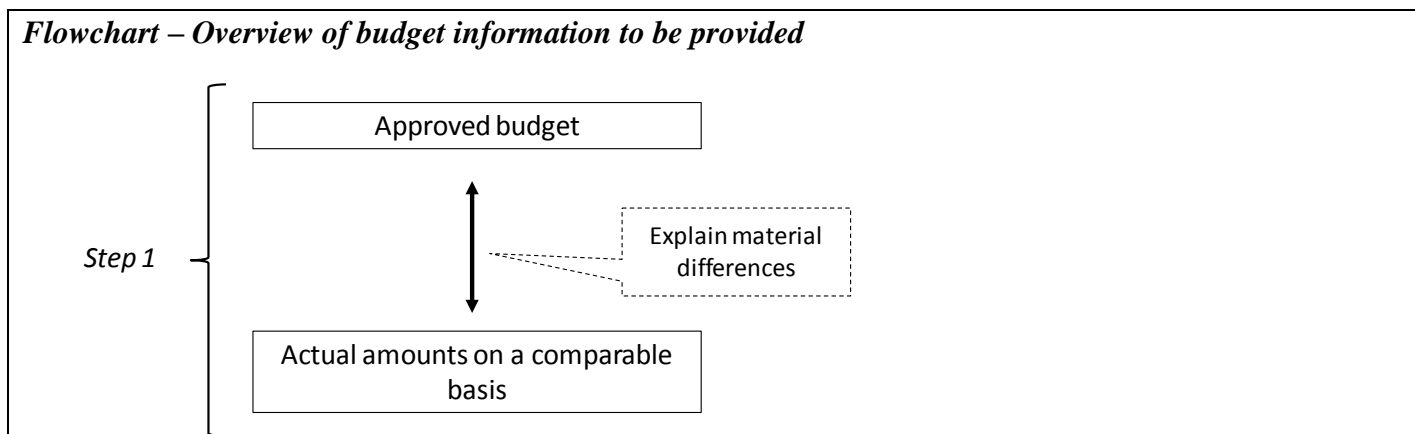 Flowchart – Overview of budget information to be provided
Approved budget
Step 1
Explain material
differences
Actual amounts on a comparable
basis